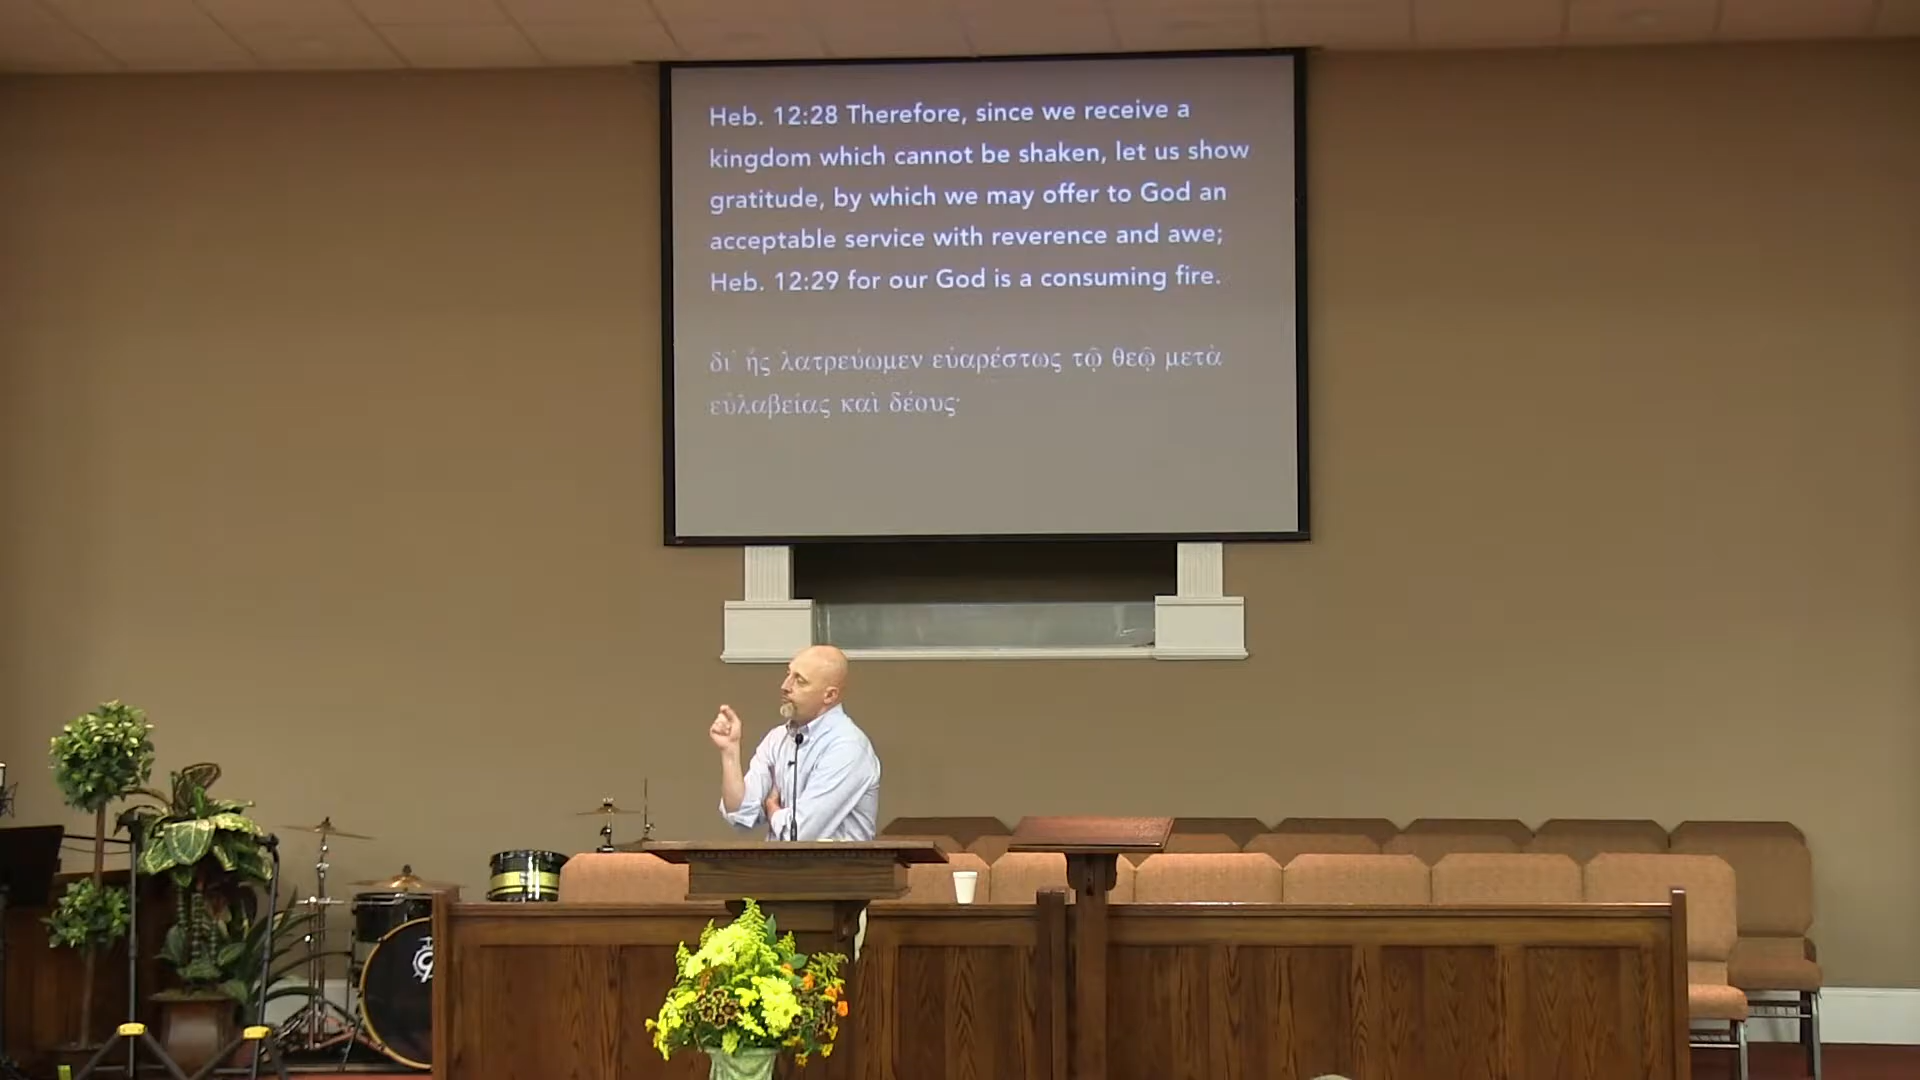 Heb. 12:28 Therefore, since we receive a
kingdom which cannot be shaken, let us show
gratitude, by which we may offer to God an
acceptable service with reverence and awe;
Heb. 12:29 for our God is a consuming fire.
δι᾽ ἧς λατρεύωμεν εὐαρέστως τῷ θεῷ μετὰ
εὐλαβείας καὶ δέους·